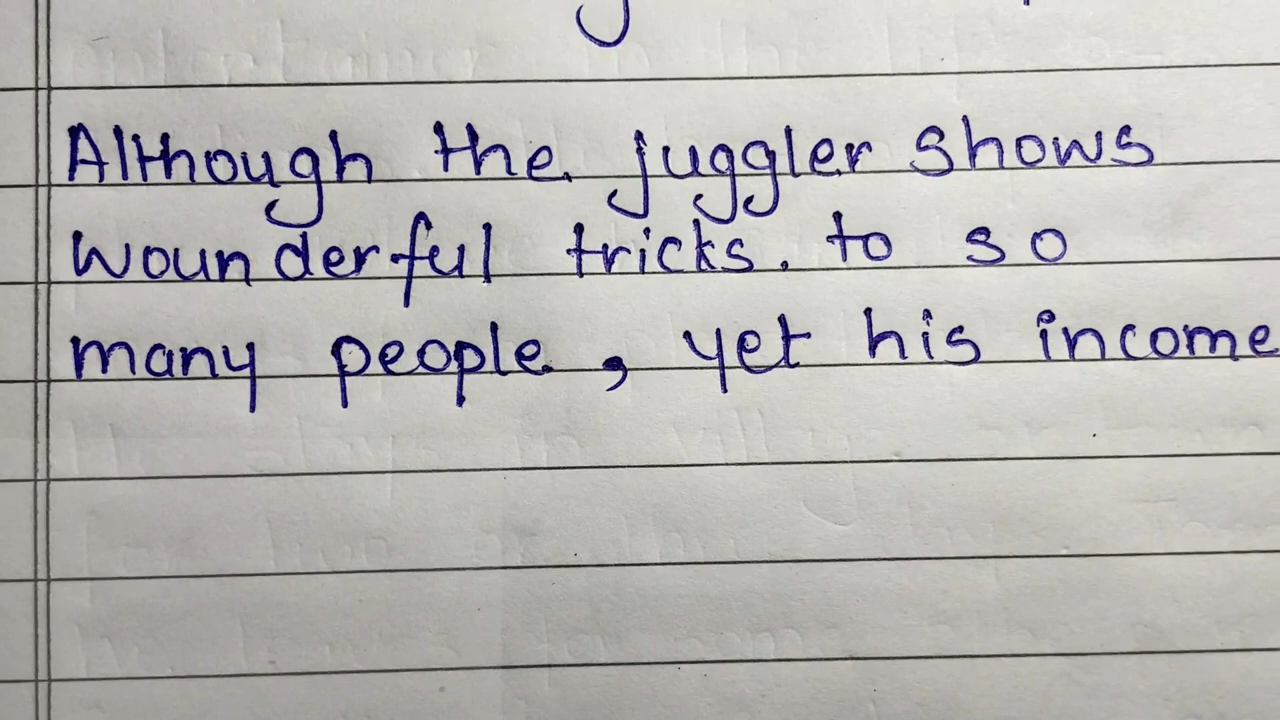 Although the juggler shows
wounderful tricks. to so
many people, yet his income